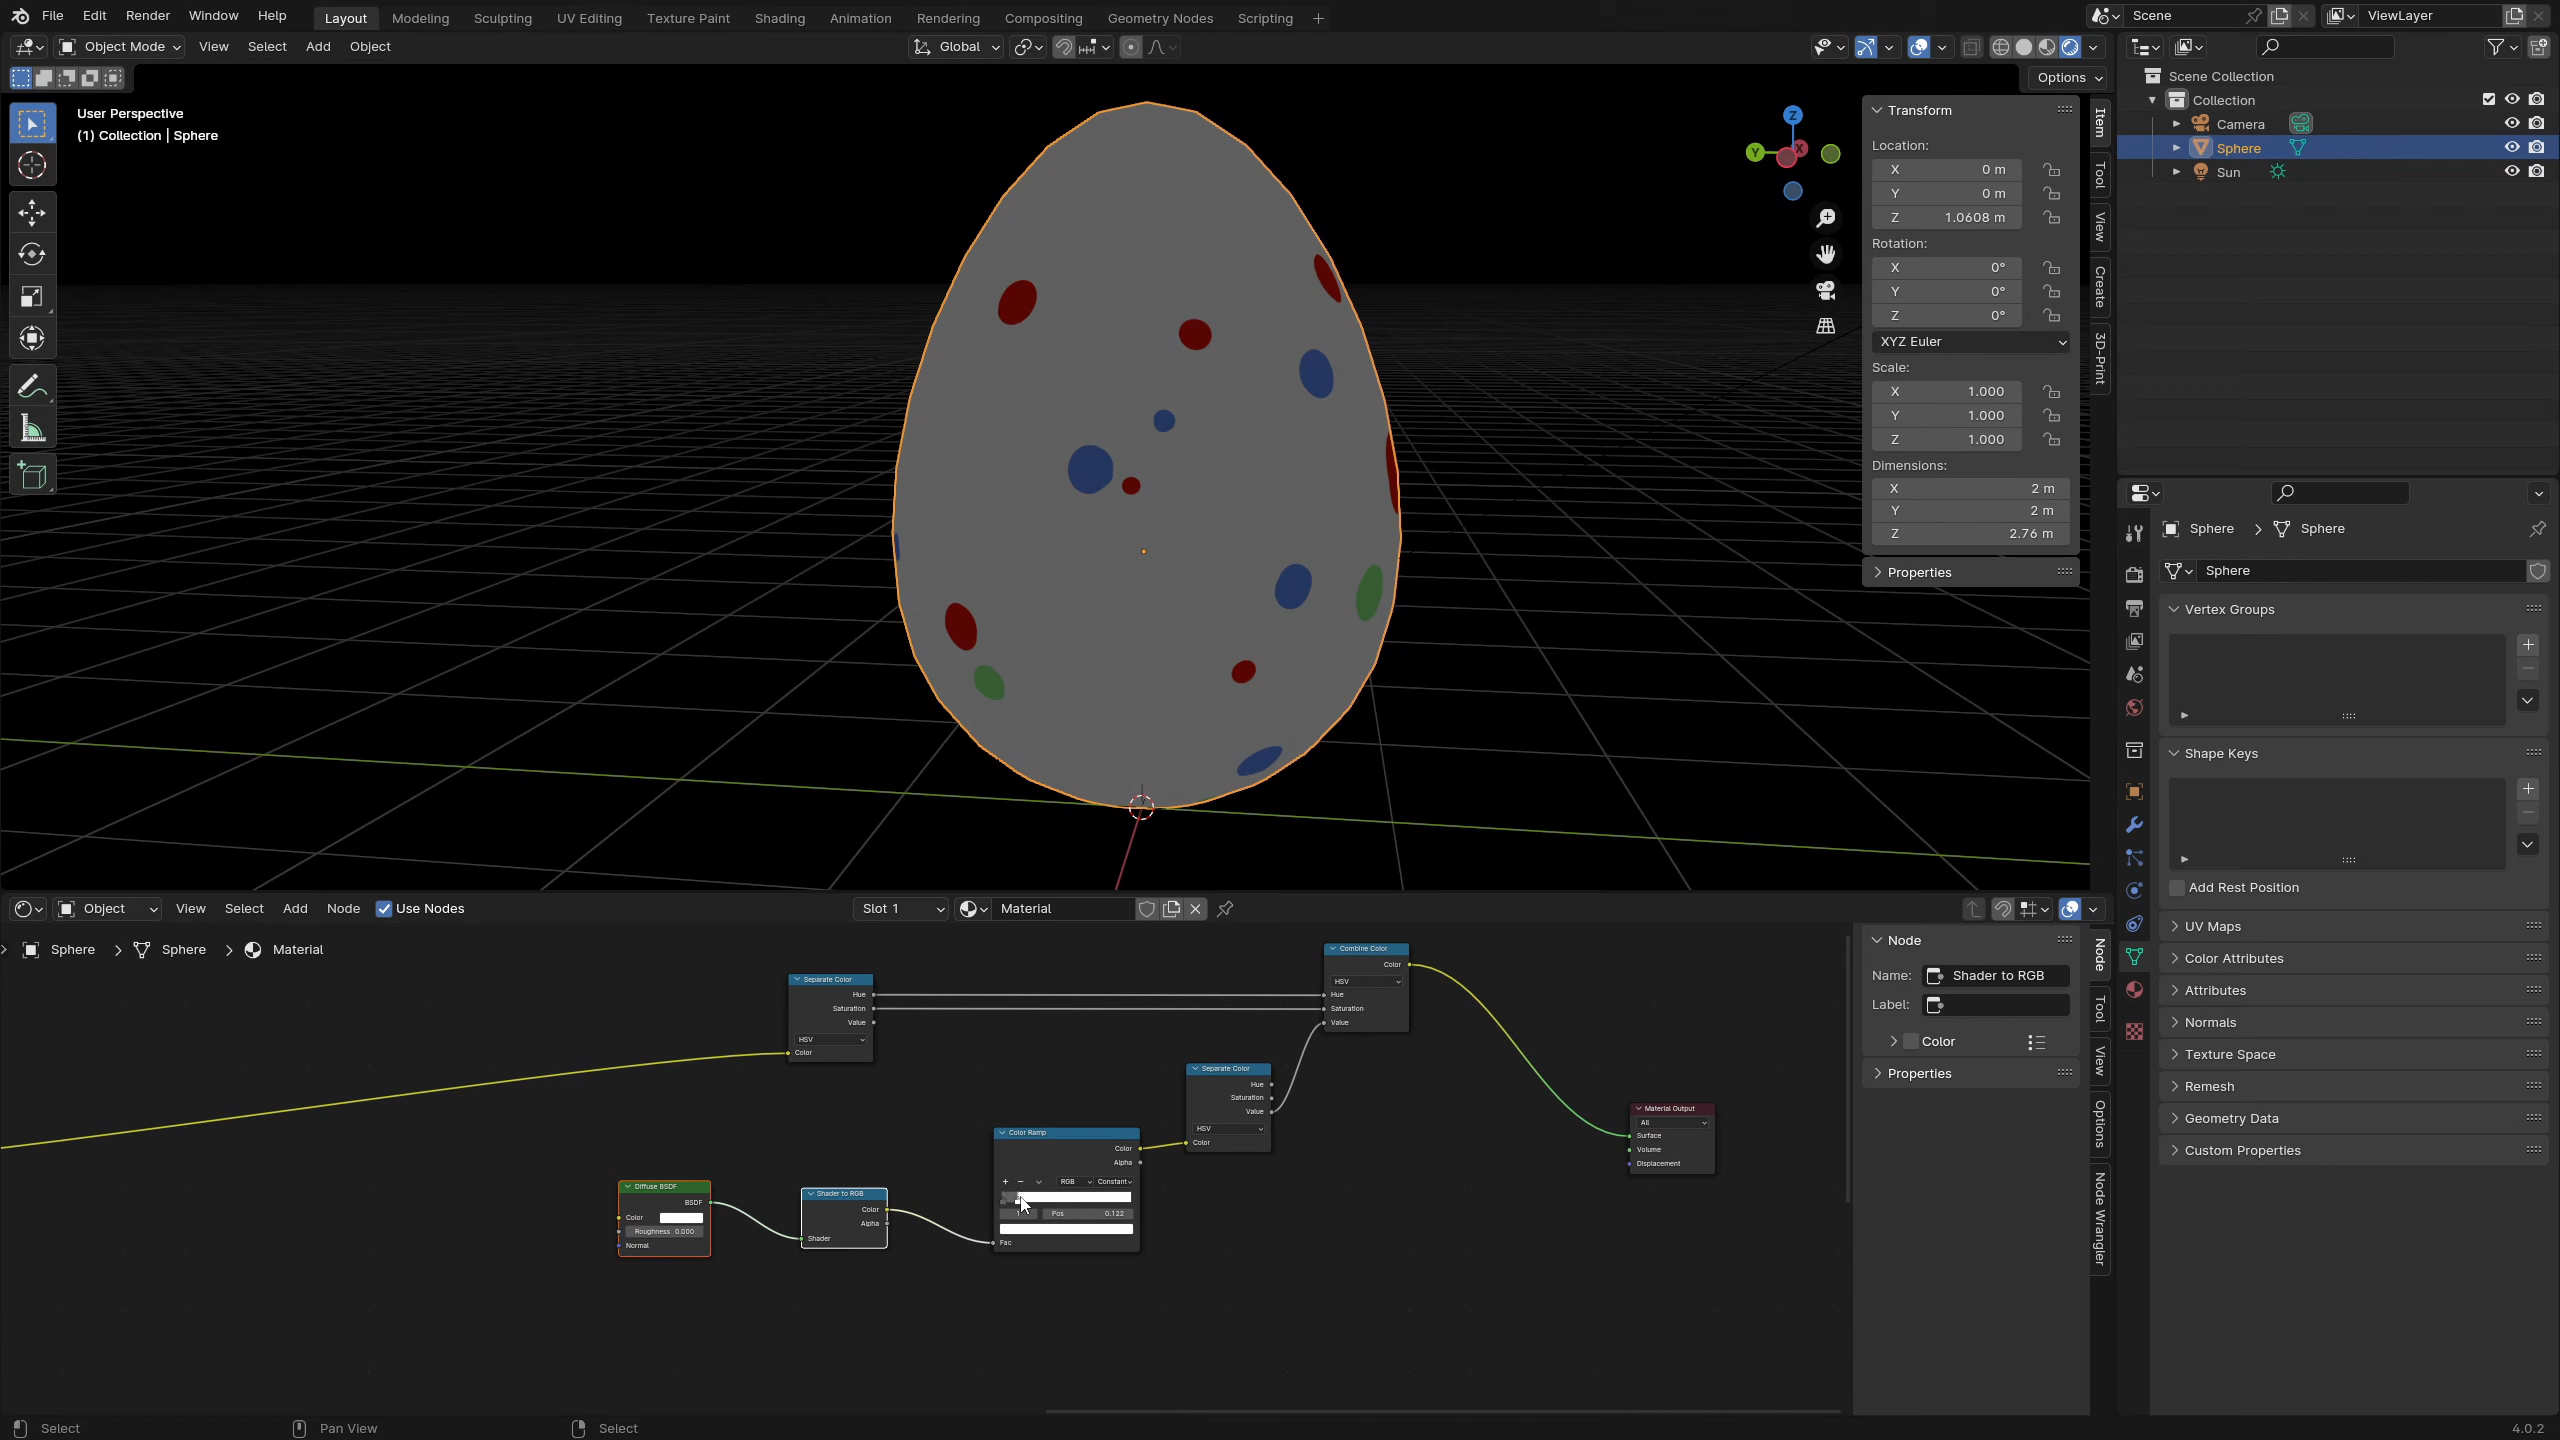 File Edit Render Window Help Layout Modeling Sculpting UV Editing Texture Paint Shading Animation Rendering Compositing Geometry Nodes Scripting + Scene ViewLayer
Object Mode View Select Add Object Global
Options
User Perspective
(1) Collection | Sphere
Z
Y
X
Transform
Location:
X 0 m
Y 0 m
Z 1.0608 m
Rotation:
X 0°
Y 0°
Z 0°
XYZ Euler
Scale:
X 1.000
Y 1.000
Z 1.000
Dimensions:
X 2 m
Y 2 m
Z 2.76 m
Properties
Item
Tool
View
Create
3D-Print
Scene Collection
Collection
Camera
Sphere
Sun
Sphere > Sphere
Sphere
Vertex Groups
Shape Keys
Add Rest Position
UV Maps
Color Attributes
Attributes
Normals
Texture Space
Remesh
Geometry Data
Custom Properties
Object View Select Add Node Use Nodes Slot 1 Material
Sphere > Sphere > Material
Separate Color
Hue
Saturation
Value
HSV
Color
Combine Color
Color
HSV
Hue
Saturation
Value
Separate Color
Hue
Saturation
Value
HSV
Color
Material Output
All
Surface
Volume
Displacement
Diffuse BSDF
BSDF
Color
Roughness 0.000
Normal
Shader to RGB
Color
Alpha
Shader
Color Ramp
Color
Alpha
RGB Constant
Pos 0.122
Fac
Node
Name: Shader to RGB
Label:
Color
Properties
Node
Tool
View
Options
Node Wrangler
Select Pan View Select 4.0.2